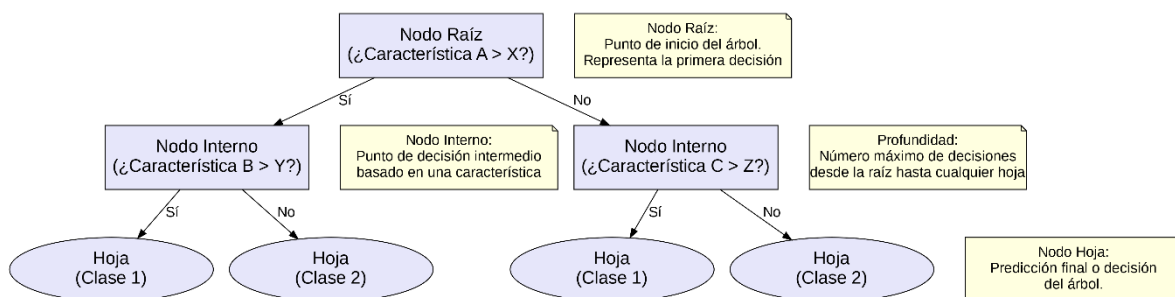 Nodo Raíz
(¿Característica A > X?)
Nodo Raíz:
Punto de inicio del árbol.
Representa la primera decisión
Sí
No
Nodo Interno
(¿Característica B > Y?)
Nodo Interno:
Punto de decisión intermedio
basado en una característica
Nodo Interno
(¿Característica C > Z?)
Profundidad:
Número máximo de decisiones
desde la raíz hasta cualquier hoja
Sí
No
Sí
No
Hoja
(Clase 1)
Hoja
(Clase 2)
Hoja
(Clase 1)
Hoja
(Clase 2)
Nodo Hoja:
Predicción final o decisión
del árbol.